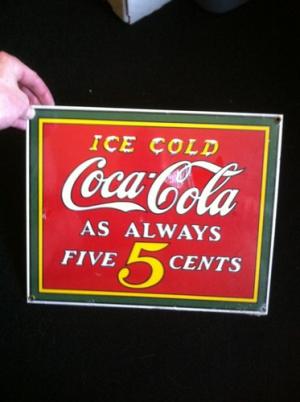 ICE COLD
Coca-Cola
AS ALWAYS
FIVE 5 CENTS